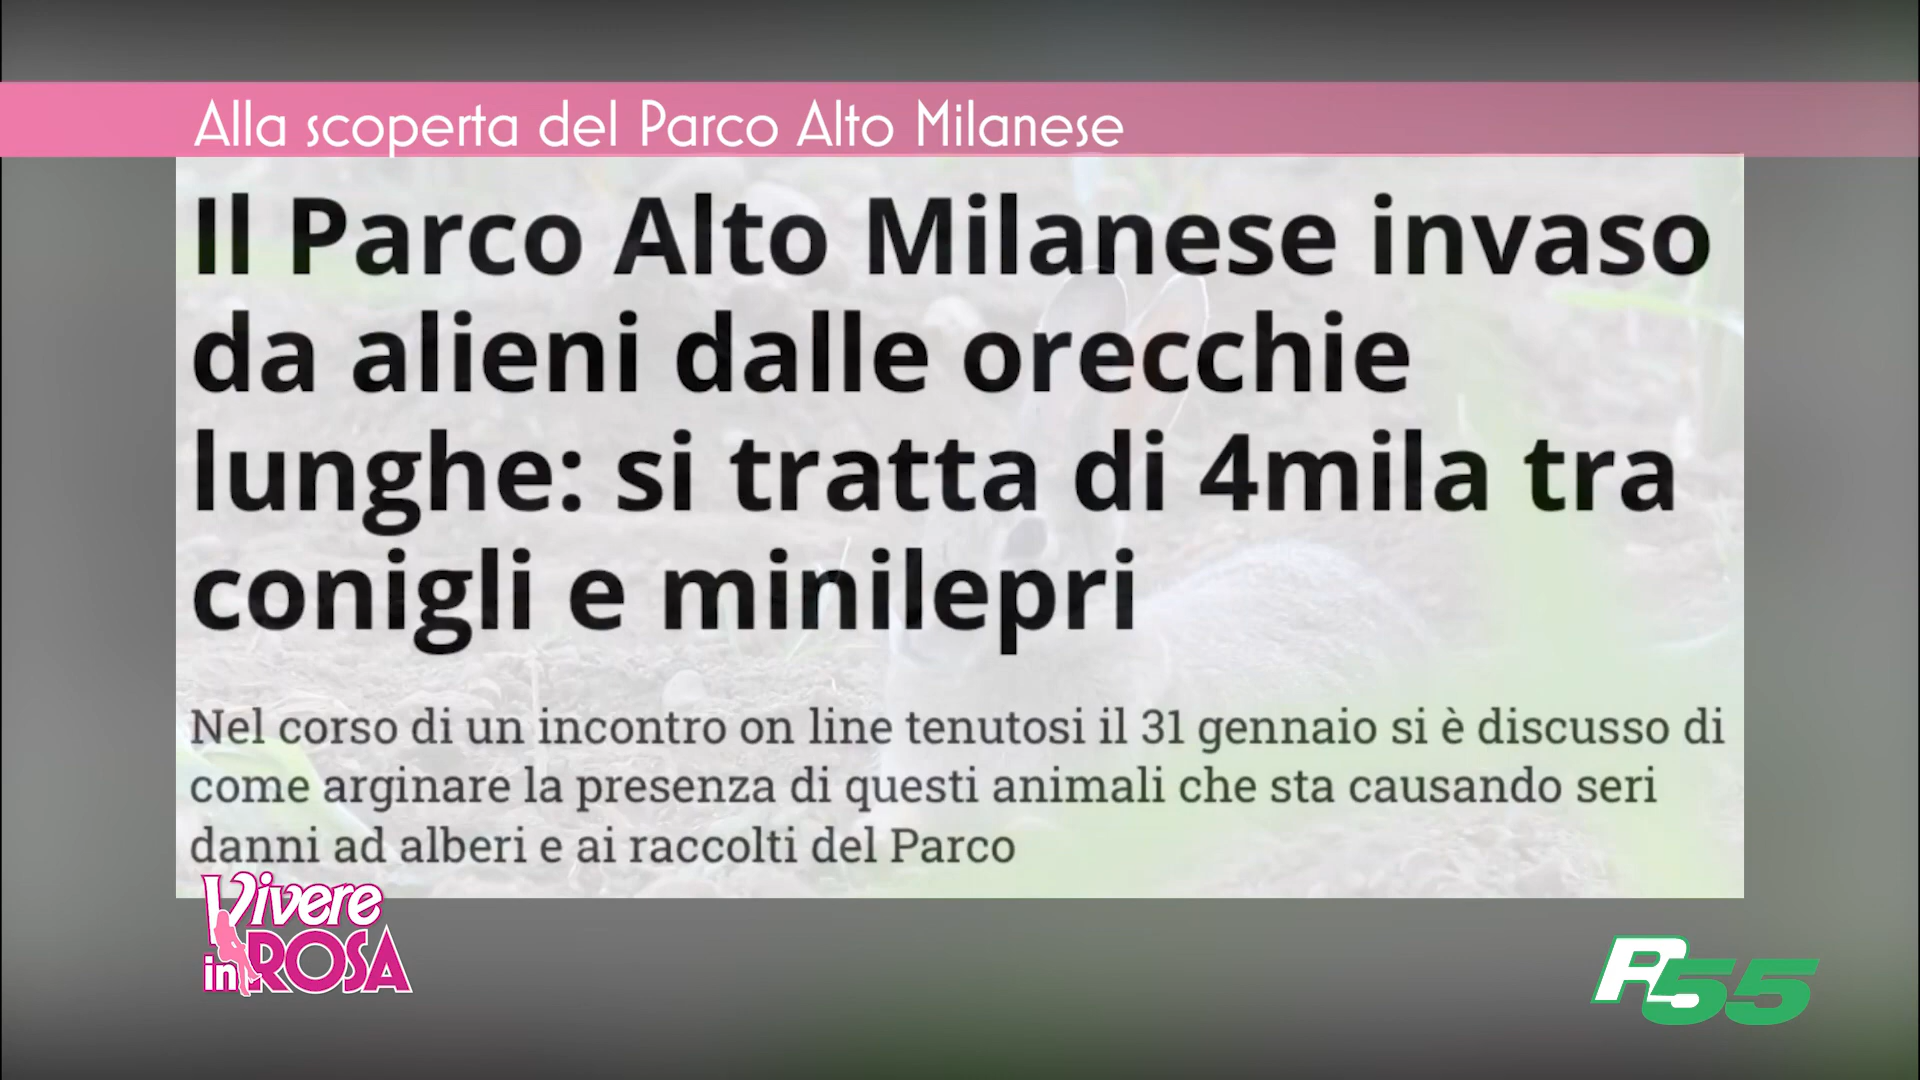 Alla scoperta del Parco Alto Milanese
Il Parco Alto Milanese invaso
da alieni dalle orecchie
lunghe: si tratta di 4mila tra
conigli e minilepri
Nel corso di un incontro on line tenutosi il 31 gennaio si è discusso di
come arginare la presenza di questi animali che sta causando seri
danni ad alberi e ai raccolti del Parco
Vivere
in ROSA
R55